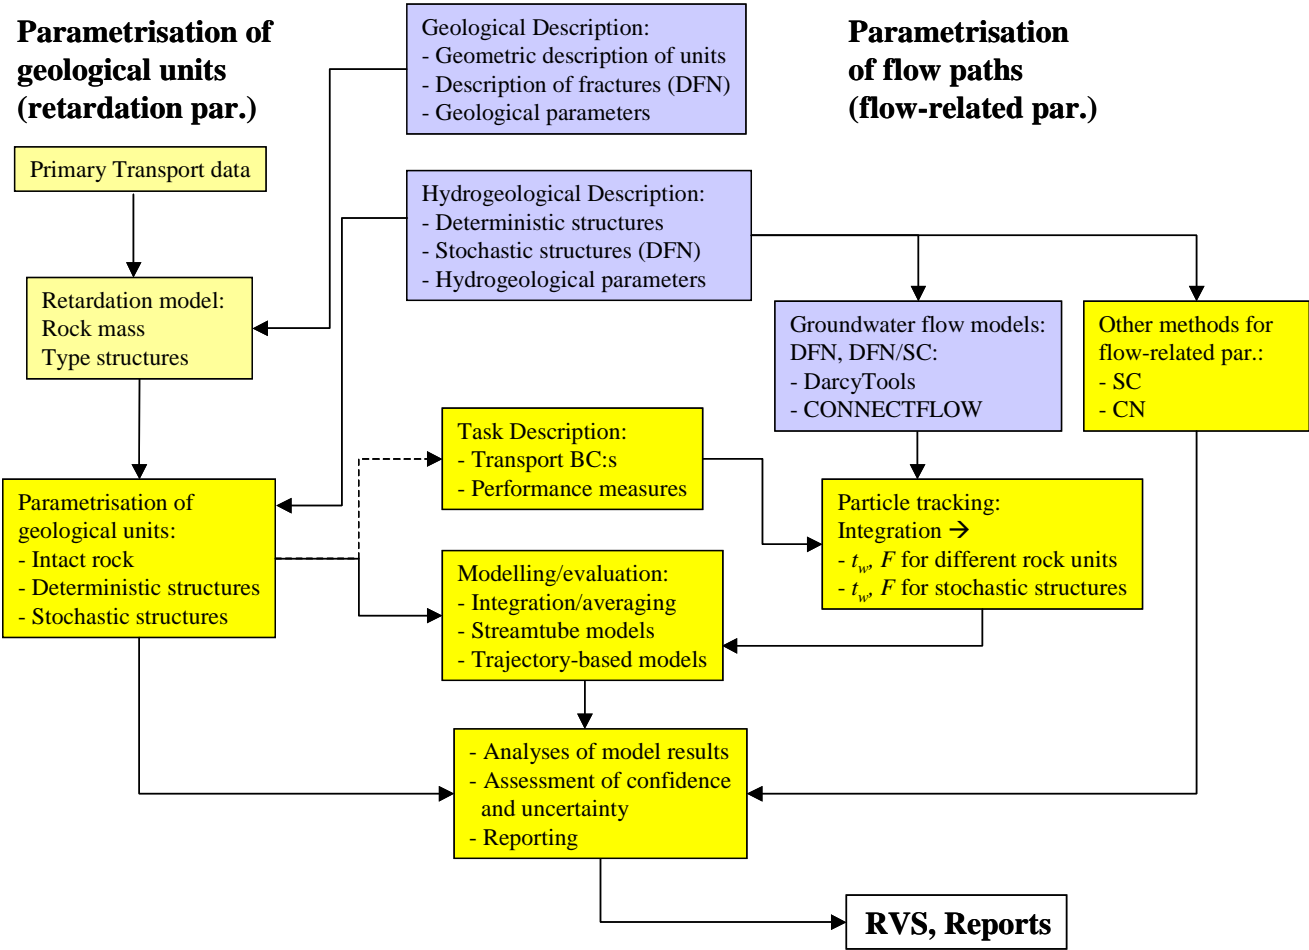 Parametrisation of
geological units
(retardation par.)
Geological Description:
- Geometric description of units
- Description of fractures (DFN)
- Geological parameters
Parametrisation
of flow paths
(flow-related par.)
Primary Transport data
Hydrogeological Description:
- Deterministic structures
- Stochastic structures (DFN)
- Hydrogeological parameters
Retardation model:
Rock mass
Type structures
Groundwater flow models:
DFN, DFN/SC:
- DarcyTools
- CONNECTFLOW
Other methods for
flow-related par.:
- SC
- CN
Task Description:
- Transport BC:s
- Performance measures
Parametrisation of
geological units:
- Intact rock
- Deterministic structures
- Stochastic structures
Particle tracking:
Integration →
- t_w, F for different rock units
- t_w, F for stochastic structures
Modelling/evaluation:
- Integration/averaging
- Streamtube models
- Trajectory-based models
- Analyses of model results
- Assessment of confidence
and uncertainty
- Reporting
RVS, Reports